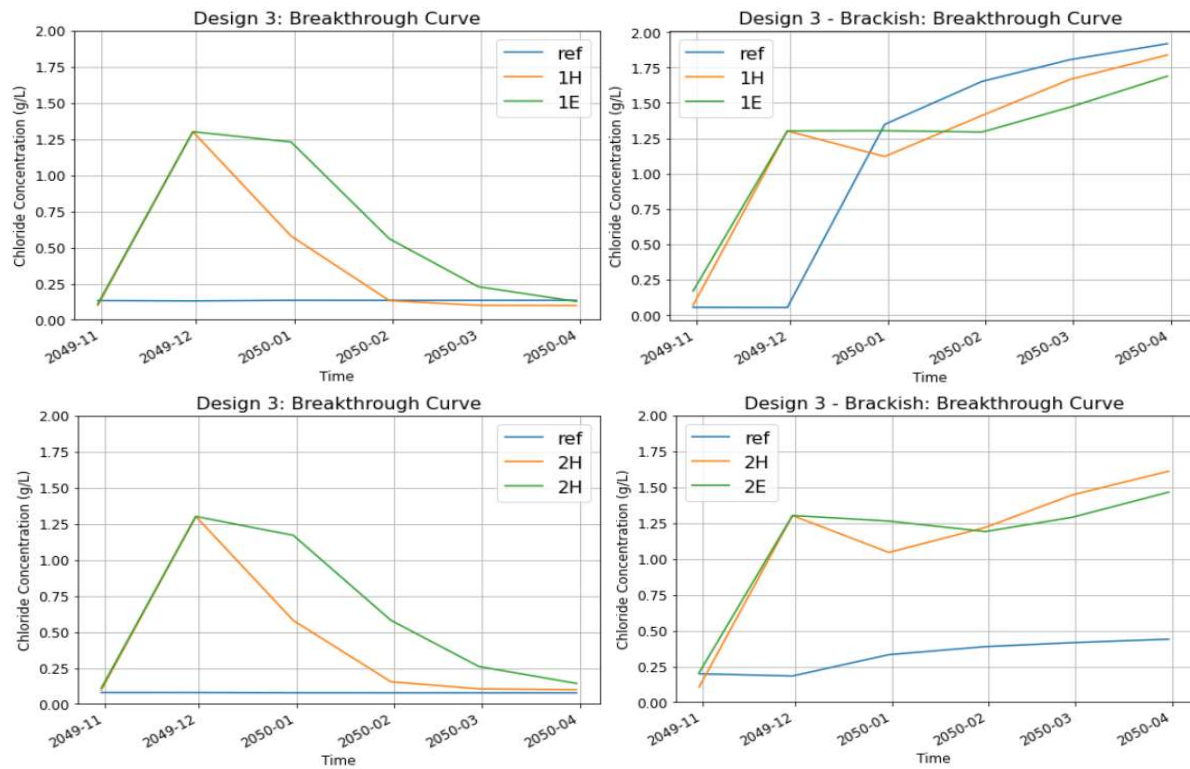 Design 3: Breakthrough Curve
Chloride Concentration (g/L)
2.00
1.75
1.50
1.25
1.00
0.75
0.50
0.25
0.00
ref
1H
1E
2049-11
2049-12
2050-01
2050-02
2050-03
2050-04
Time
Design 3 - Brackish: Breakthrough Curve
Chloride Concentration (g/L)
2.00
1.75
1.50
1.25
1.00
0.75
0.50
0.25
0.00
ref
1H
1E
2049-11
2049-12
2050-01
2050-02
2050-03
2050-04
Time
Design 3: Breakthrough Curve
Chloride Concentration (g/L)
2.00
1.75
1.50
1.25
1.00
0.75
0.50
0.25
0.00
ref
2H
2H
2049-11
2049-12
2050-01
2050-02
2050-03
2050-04
Time
Design 3 - Brackish: Breakthrough Curve
Chloride Concentration (g/L)
2.00
1.75
1.50
1.25
1.00
0.75
0.50
0.25
0.00
ref
2H
2E
2049-11
2049-12
2050-01
2050-02
2050-03
2050-04
Time